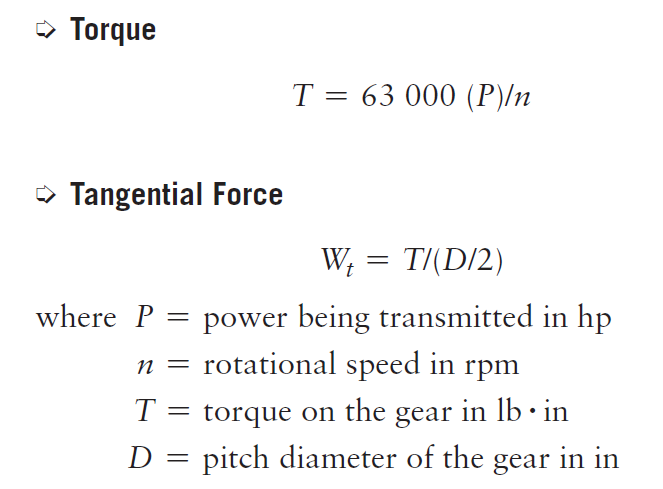 ➩ Torque
T = 63 000 (P)/n
➩ Tangential Force
Wₜ = T/(D/2)
where P = power being transmitted in hp
n = rotational speed in rpm
T = torque on the gear in lb · in
D = pitch diameter of the gear in in